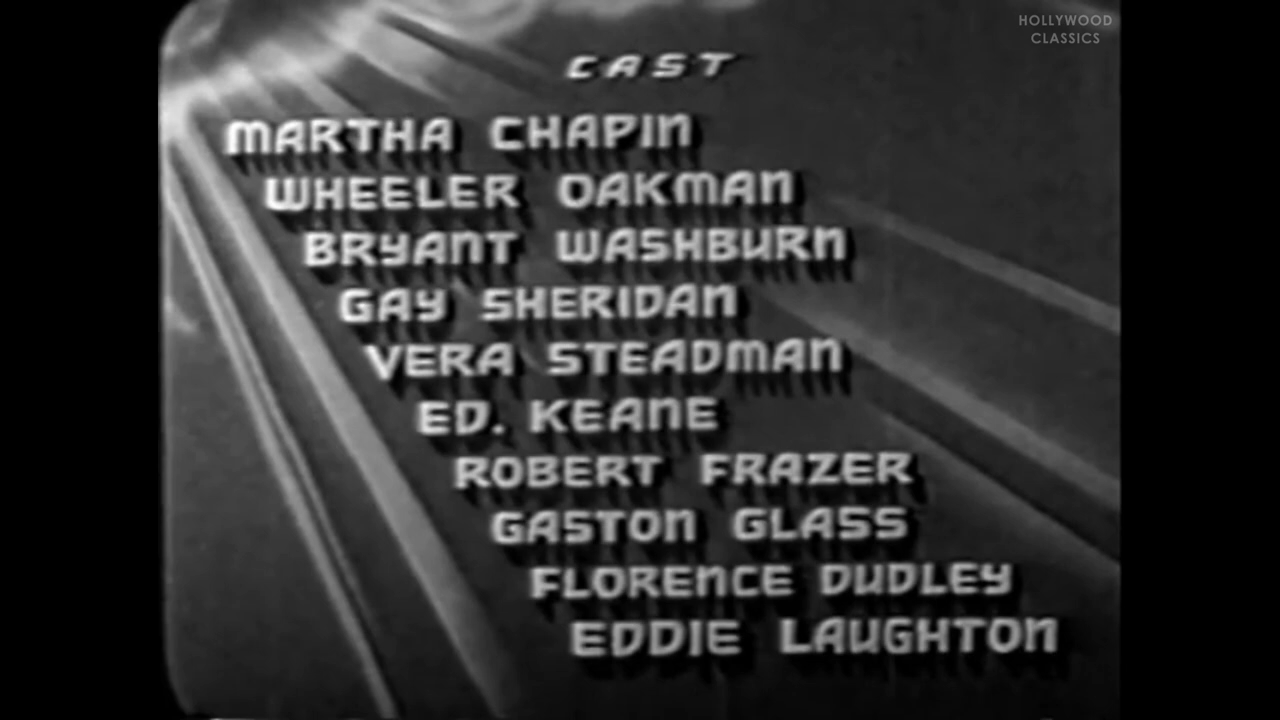 HOLLYWOOD
CLASSICS
CAST
MARTHA CHAPIN
WHEELER OAKMAN
BRYANT WASHBURN
GAY SHERIDAN
VERA STEADMAN
ED. KEANE
ROBERT FRAZER
GASTON GLASS
FLORENCE DUDLEY
EDDIE LAUGHTON